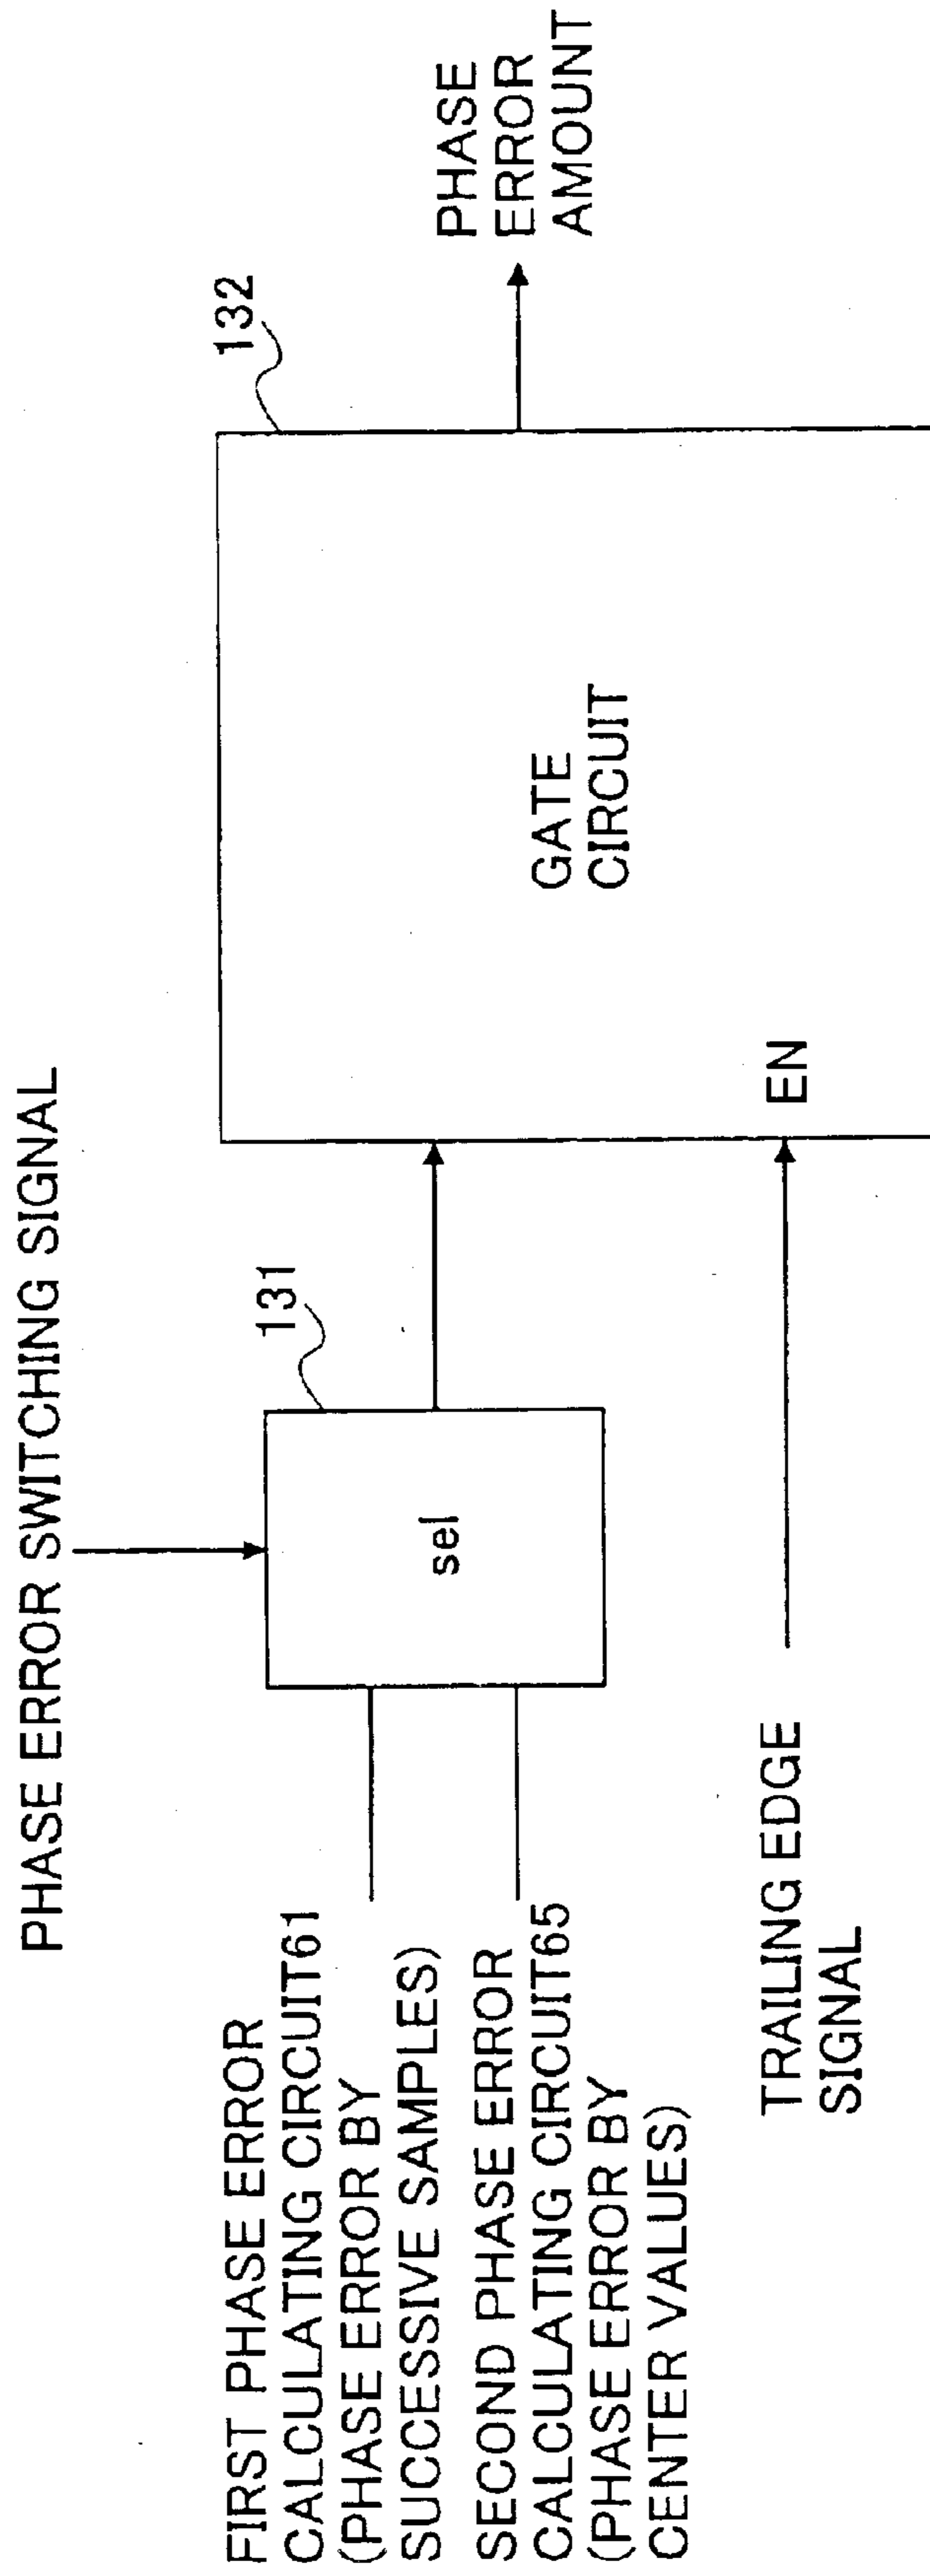 PHASE ERROR SWITCHING SIGNAL
FIRST PHASE ERROR
CALCULATING CIRCUIT61
(PHASE ERROR BY
SUCCESSIVE SAMPLES)
SECOND PHASE ERROR
CALCULATING CIRCUIT65
(PHASE ERROR BY
CENTER VALUES)
TRAILING EDGE
SIGNAL
131
sel
132
GATE
CIRCUIT
EN
PHASE
ERROR
AMOUNT